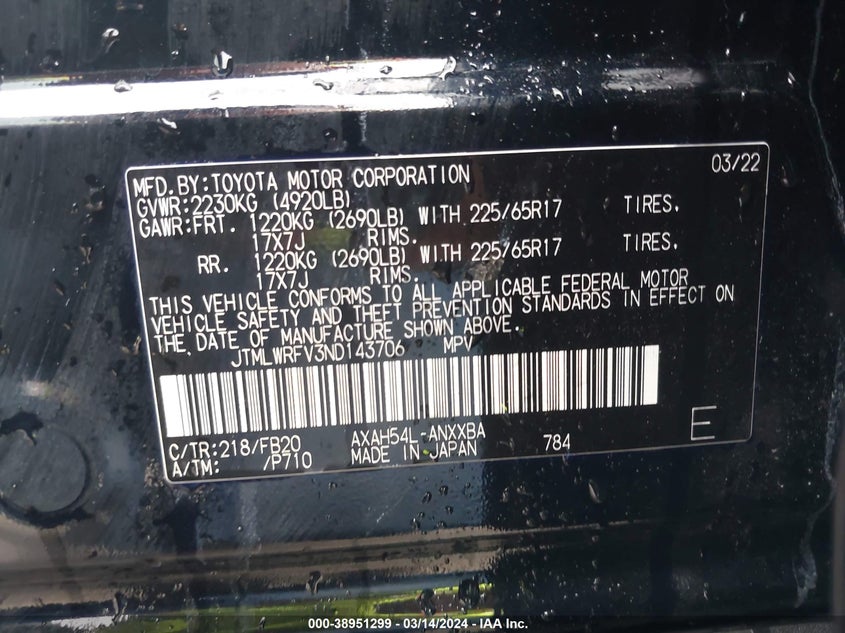 03/22
MFD.BY:TOYOTA MOTOR CORPORATION
GVWR:2230KG (4920LB)
GAWR:FRT. 1220KG (2690LB) WITH 225/65R17 TIRES.
17X7J RIMS.
RR. 1220KG (2690LB) WITH 225/65R17 TIRES.
17X7J RIMS.
THIS VEHICLE CONFORMS TO ALL APPLICABLE FEDERAL MOTOR
VEHICLE SAFETY AND THEFT PREVENTION STANDARDS IN EFFECT ON
THE DATE OF MANUFACTURE SHOWN ABOVE.
JTMLWRFV3ND143706 MPV
C/TR:218/FB20 AXAH54L-ANXXBA 784 E
A/TM: /P710 MADE IN JAPAN
000-38951299 - 03/14/2024 - IAA Inc.